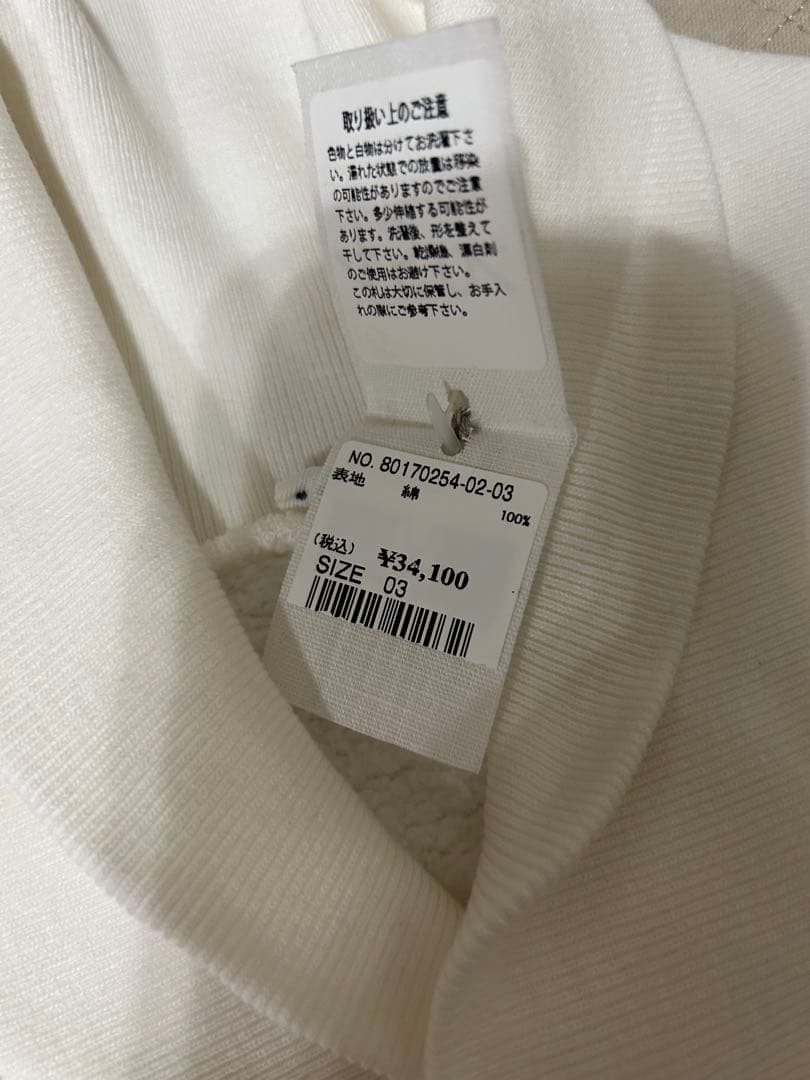 取り扱い上のご注意
色物と白物は分けてお洗濯下さ
い。濡れた状態での放置は移染
の可能性がありますのでご注意
下さい。多少伸縮する可能性が
あります。洗濯後、形を整えて
干して下さい。乾燥機、漂白剤
のご使用はお避け下さい。
この札は大切に保管し、お手入
れの際にご参考下さい。
NO. 80170254-02-03
表地 綿
100%
(税込) ¥34,100
SIZE 03